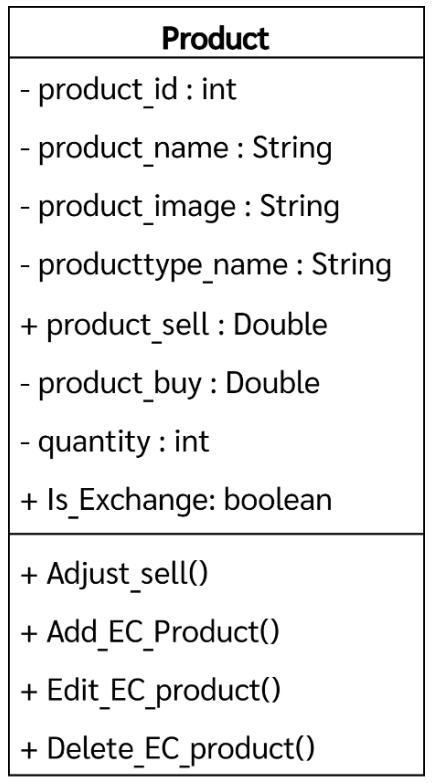 Product
- product_id : int
- product_name : String
- product_image : String
- producttype_name : String
+ product_sell : Double
- product_buy : Double
- quantity : int
+ Is_Exchange: boolean
+ Adjust_sell()
+ Add_EC_Product()
+ Edit_EC_product()
+ Delete_EC_product()